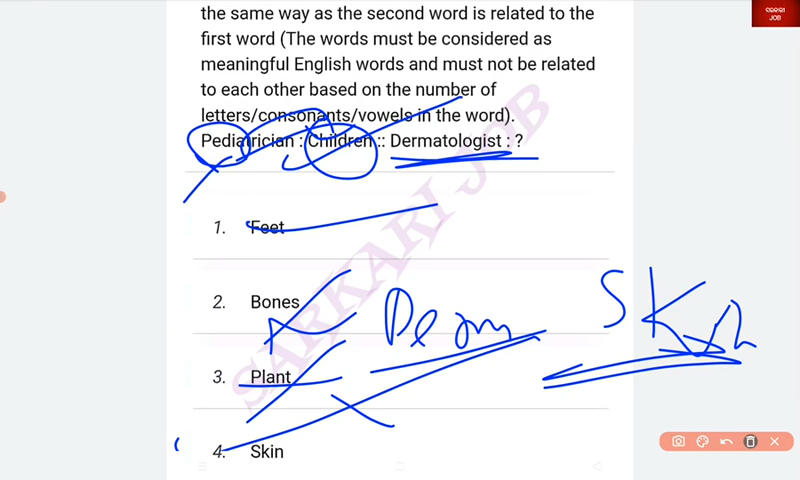 the same way as the second word is related to the
first word (The words must be considered as
meaningful English words and must not be related
to each other based on the number of
letters/consonants/vowels in the word).
Pediatrician : Children :: Dermatologist : ?
1. Feet
2. Bones
3. Plant
4. Skin
SARKARI JOB
ସରକାରୀ
JOB